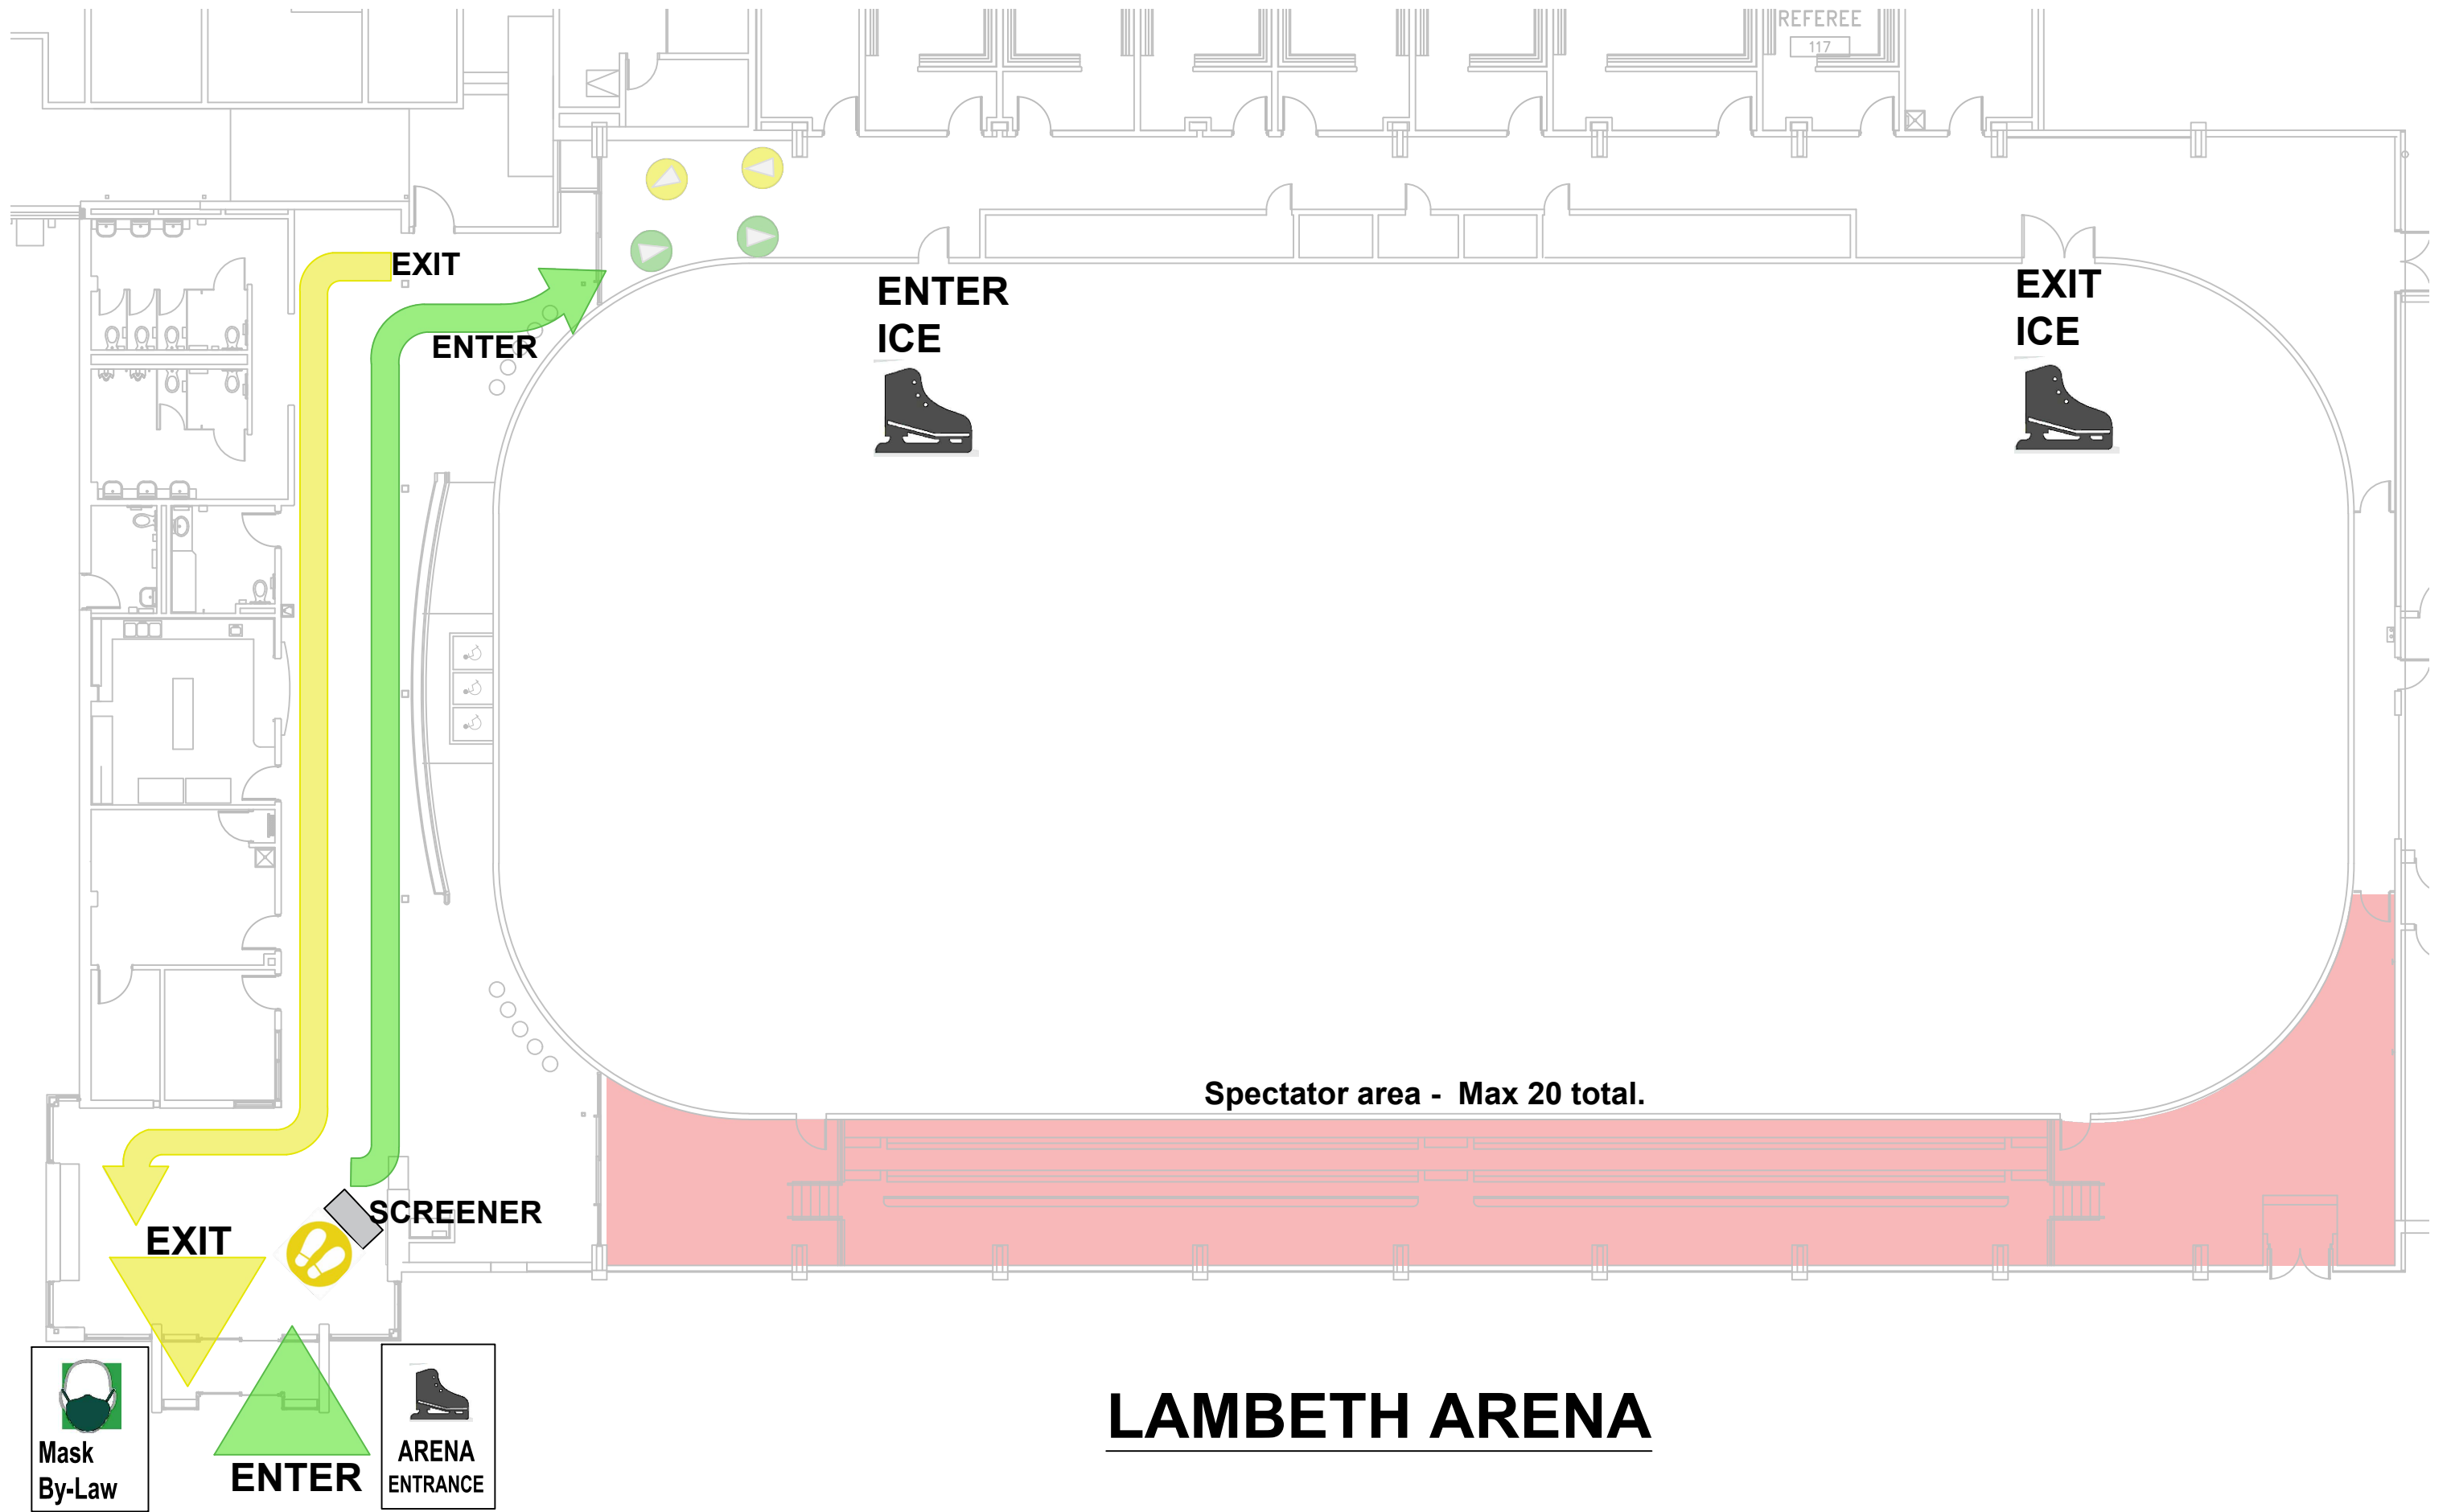 REFEREE
117
EXIT
ENTER
ENTER
ICE
EXIT
ICE
Spectator area - Max 20 total.
SCREENER
EXIT
Mask
By-Law
ENTER
ARENA
ENTRANCE
LAMBETH ARENA